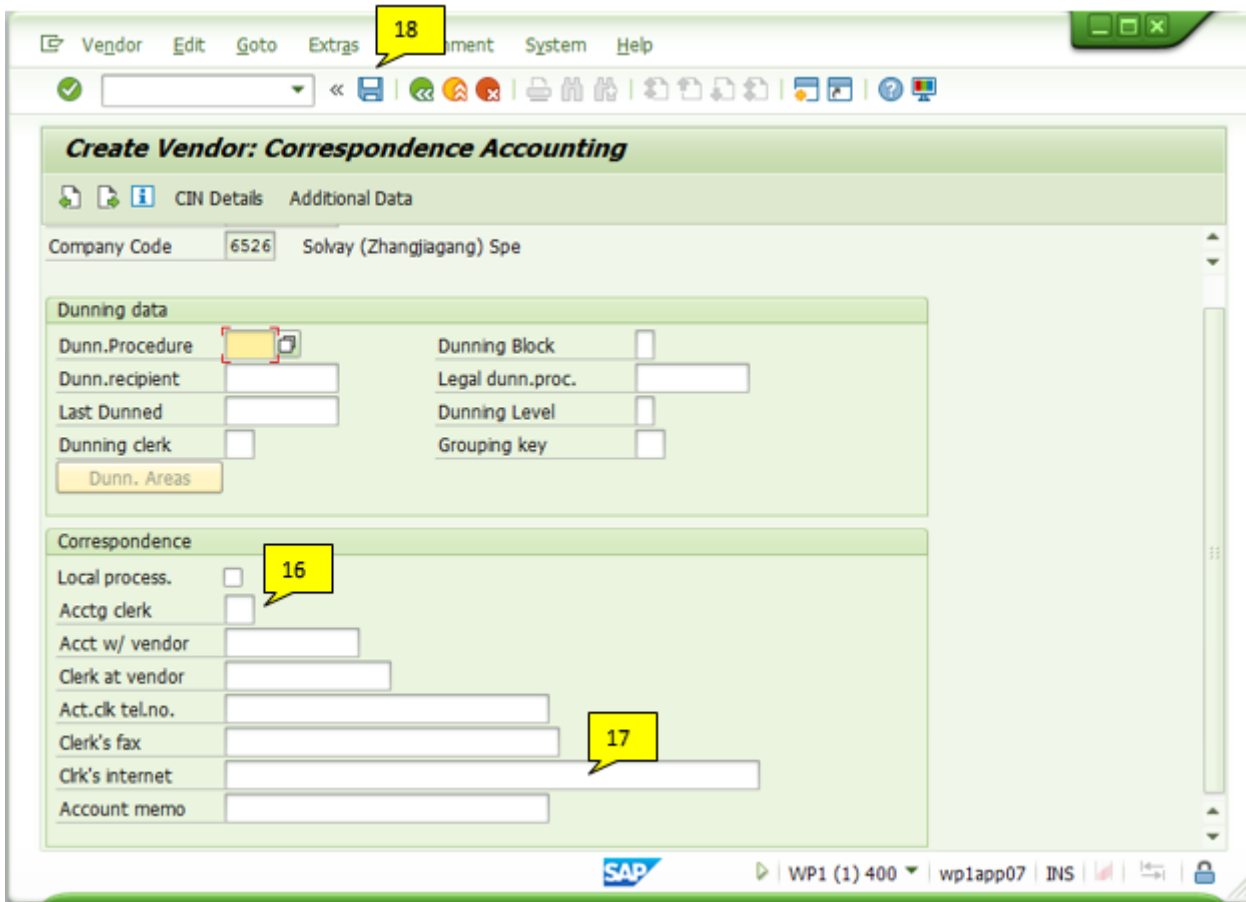 18
Vendor Edit Goto Extras nment System Help
Create Vendor: Correspondence Accounting
CIN Details Additional Data
Company Code 6526 Solvay (Zhangjiagang) Spe
Dunning data
Dunn.Procedure Dunning Block
Dunn.recipient Legal dunn.proc.
Last Dunned Dunning Level
Dunning clerk Grouping key
Dunn. Areas
Correspondence
Local process. 16
Acctg clerk
Acct w/ vendor
Clerk at vendor
Act.clk tel.no.
Clerk's fax 17
Clrk's internet
Account memo
SAP WP1 (1) 400 wp1app07 INS